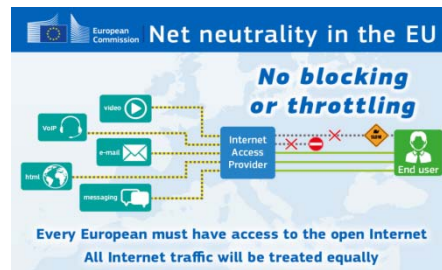 European
Commission
Net neutrality in the EU
No blocking
or throttling
video
VoIP
e-mail
html
messaging
Internet
Access
Provider
End user
Every European must have access to the open Internet
All Internet traffic will be treated equally